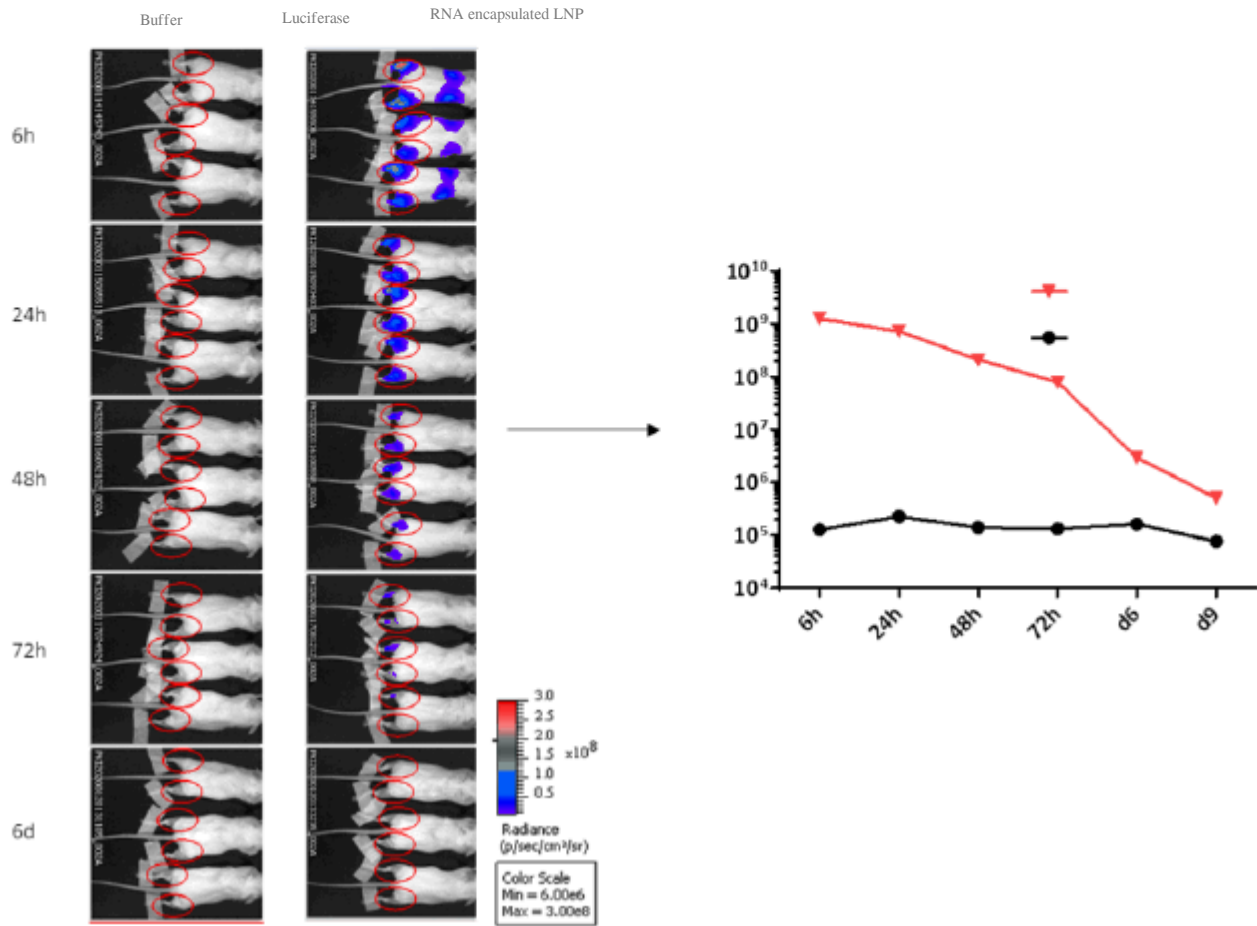 Buffer
Luciferase
RNA encapsulated LNP
6h
24h
48h
72h
6d
3.0
2.5
2.0
1.5
1.0
0.5
x10⁸
Radiance
(p/sec/cm²/sr)
Color Scale
Min = 6.00e6
Max = 3.00e8
10¹⁰
10⁹
10⁸
10⁷
10⁶
10⁵
10⁴
6h
24h
48h
72h
d6
d9